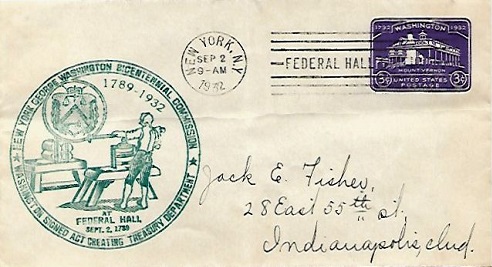 NEW YORK, N.Y.
SEP 2
9-AM
1932
FEDERAL HALL
1732 1932
WASHINGTON
3¢ 3¢
MOUNT VERNON
UNITED STATES
POSTAGE
NEW YORK GEORGE WASHINGTON BICENTENNIAL COMMISSION
1789-1932
AT
FEDERAL HALL
SEPT. 2, 1789
WASHINGTON SIGNED ACT CREATING TREASURY DEPARTMENT
Jack E. Fisher,
28 East 55th st.
Indianapolis, Ind.